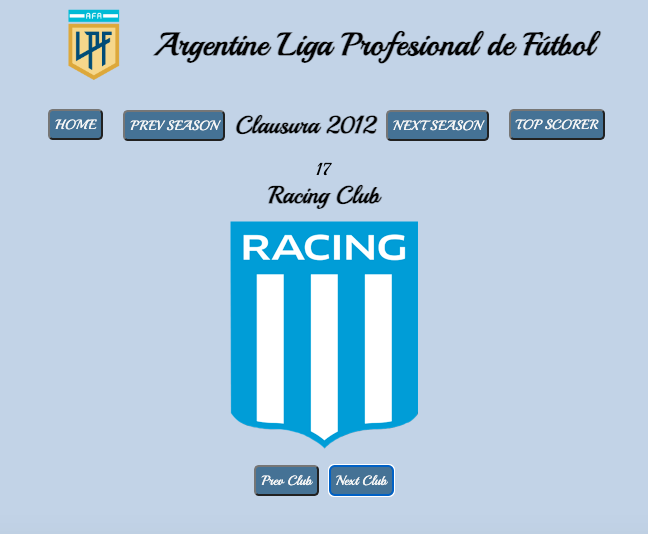 AFA
LPF
Argentine Liga Profesional de Fútbol
HOME PREV SEASON Clausura 2012 NEXT SEASON TOP SCORER
17
Racing Club
RACING
Prev Club Next Club